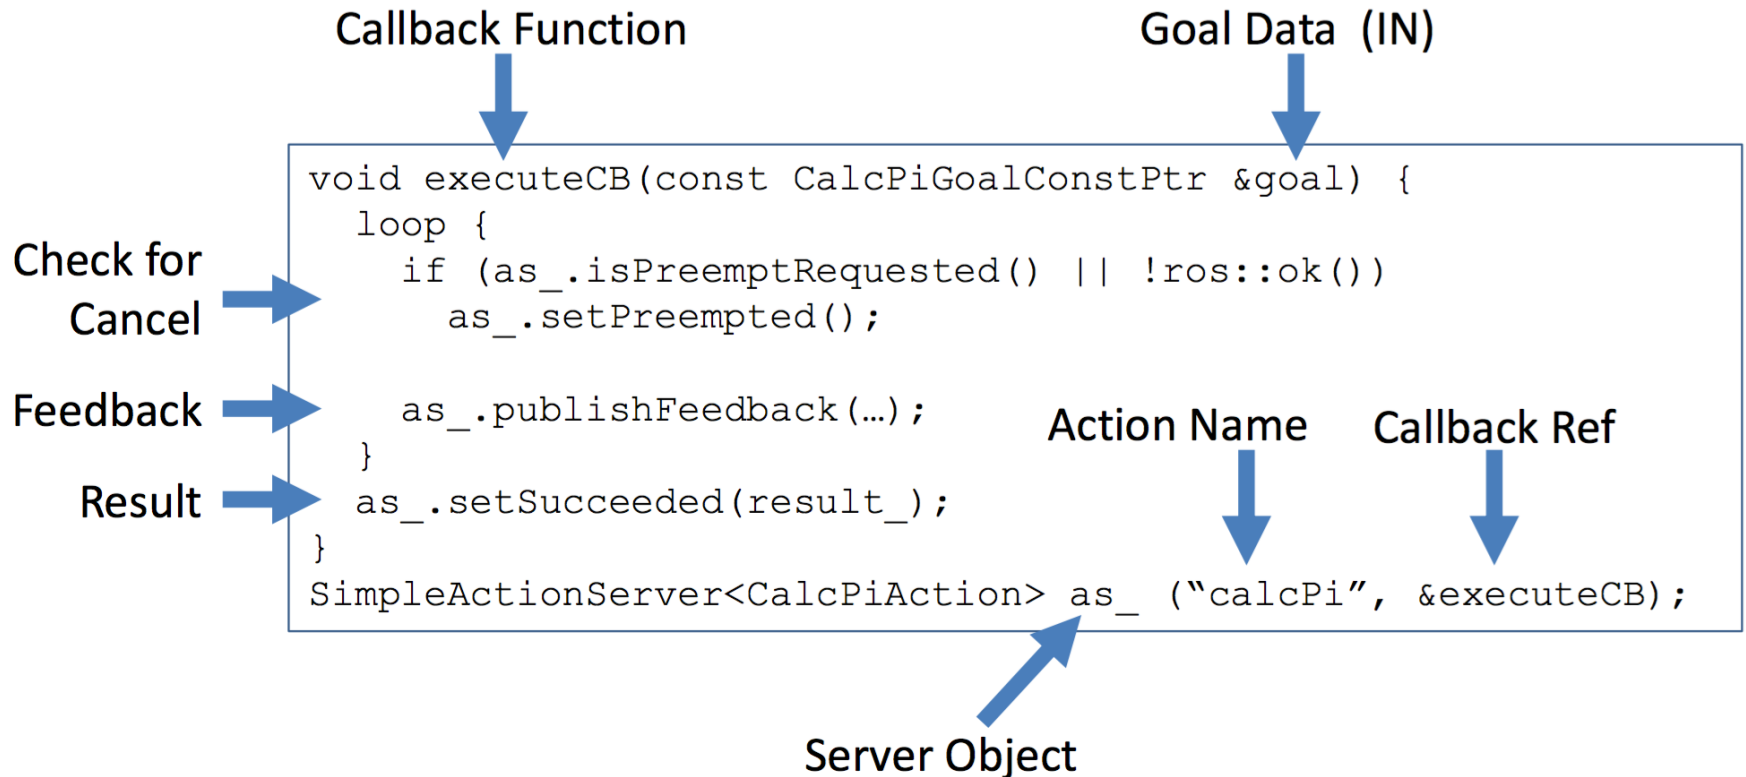 Callback Function
Goal Data (IN)
void executeCB(const CalcPiGoalConstPtr &goal) {
loop {
Check for
Cancel
if (as_.isPreemptRequested() || !ros::ok())
as_.setPreempted();
Feedback
as_.publishFeedback(…);
Action Name
Callback Ref
}
Result
as_.setSucceeded(result_);
}
SimpleActionServer<CalcPiAction> as_ (“calcPi”, &executeCB);
Server Object